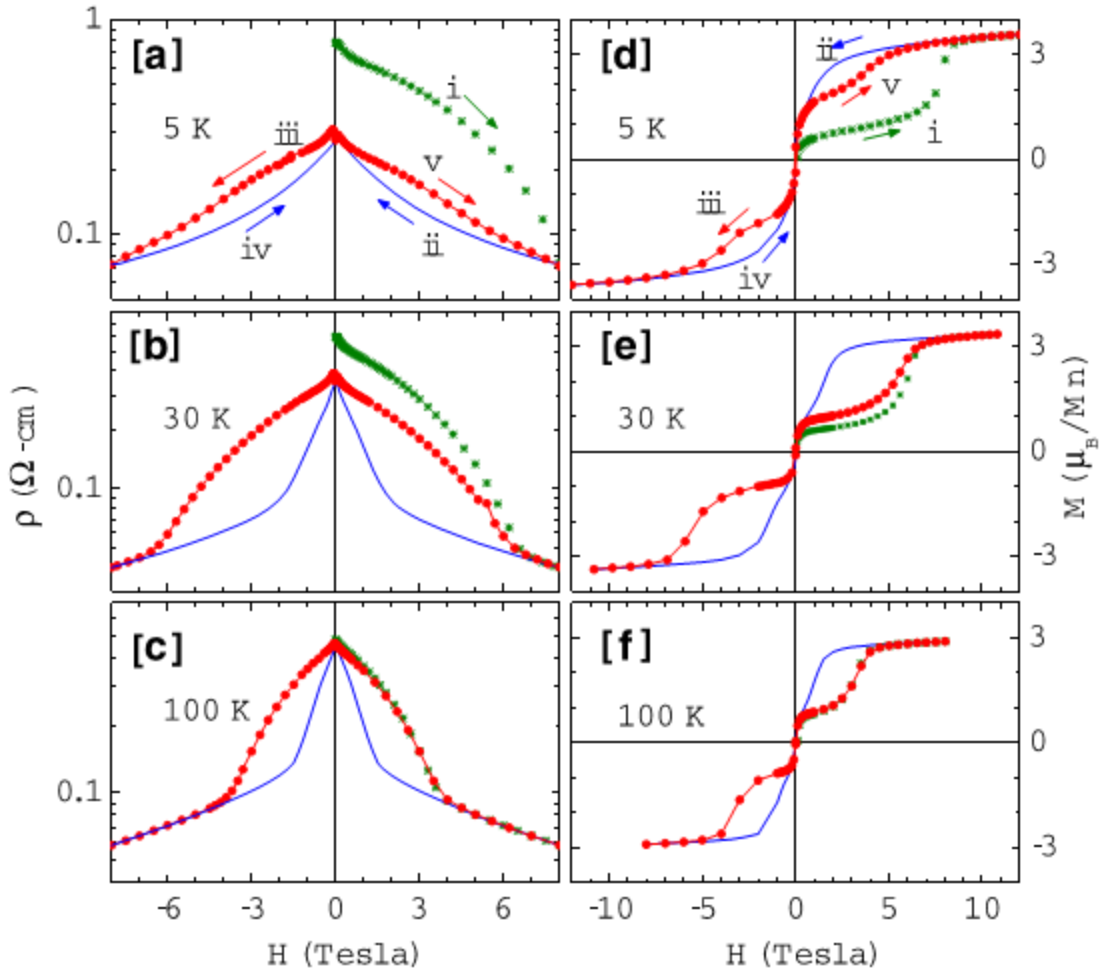 1
[a]
i
5 K
iii
v
0.1
iv
ii
[d]
ii
3
v
5 K
i
0
iii
iv
-3
[b]
30 K
0.1
[e]
3
30 K
0
-3
ρ (Ω -cm)
M (μB/Mn)
[c]
100 K
0.1
[f]
3
100 K
0
-3
-6 -3 0 3 6
-10 -5 0 5 10
H (Tesla)
H (Tesla)